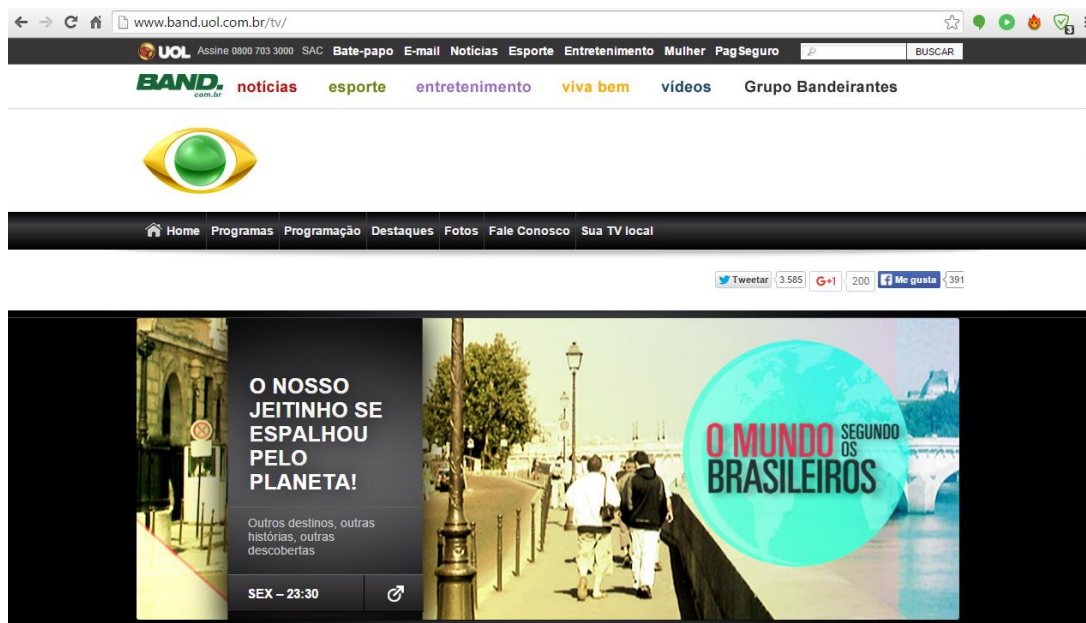 www.band.uol.com.br/tv/
UOL Assine 0800 703 3000 SAC Bate-papo E-mail Notícias Esporte Entretenimento Mulher PagSeguro BUSCAR
BAND.com.br notícias esporte entretenimento viva bem vídeos Grupo Bandeirantes
Home Programas Programação Destaques Fotos Fale Conosco Sua TV local
Tweetar 3.585 G+1 200 Me gusta 391
O NOSSO
JEITINHO SE
ESPALHOU
PELO
PLANETA!
Outros destinos, outras
histórias, outras
descobertas
SEX – 23:30
O MUNDO SEGUNDO OS
BRASILEIROS